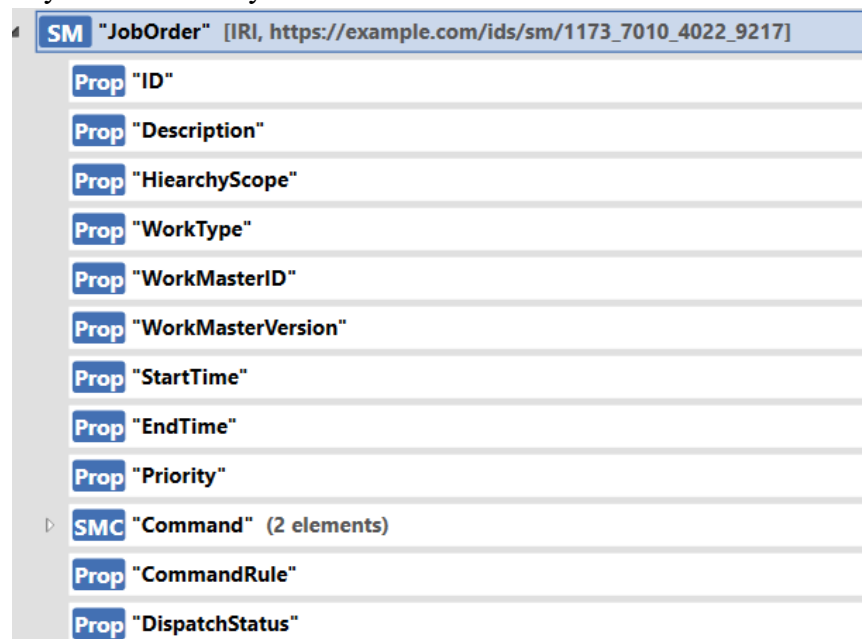 SM "JobOrder" [IRI, https://example.com/ids/sm/1173_7010_4022_9217]
Prop "ID"
Prop "Description"
Prop "HiearchyScope"
Prop "WorkType"
Prop "WorkMasterID"
Prop "WorkMasterVersion"
Prop "StartTime"
Prop "EndTime"
Prop "Priority"
SMC "Command" (2 elements)
Prop "CommandRule"
Prop "DispatchStatus"